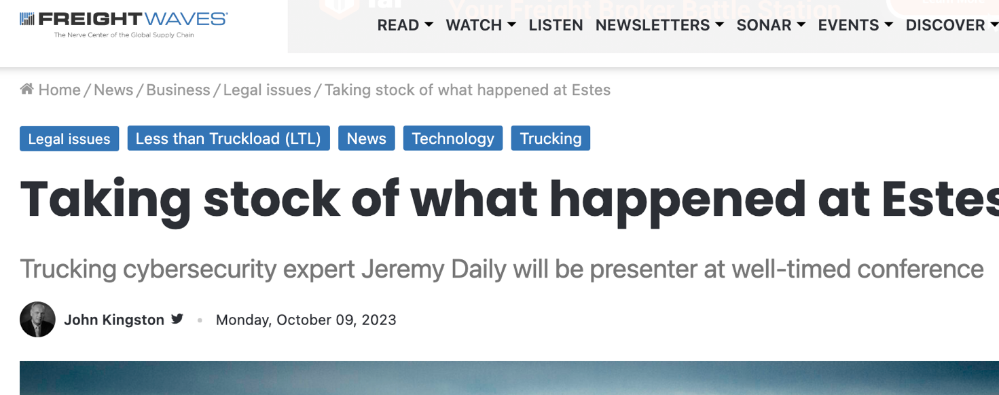 FREIGHTWAVES
The Nerve Center of the Global Supply Chain
Your Freight Broker Battle Station
Learn more
READ WATCH LISTEN NEWSLETTERS SONAR EVENTS DISCOVER
Home / News / Business / Legal issues / Taking stock of what happened at Estes
Legal issues Less than Truckload (LTL) News Technology Trucking
Taking stock of what happened at Estes
Trucking cybersecurity expert Jeremy Daily will be presenter at well-timed conference
John Kingston • Monday, October 09, 2023